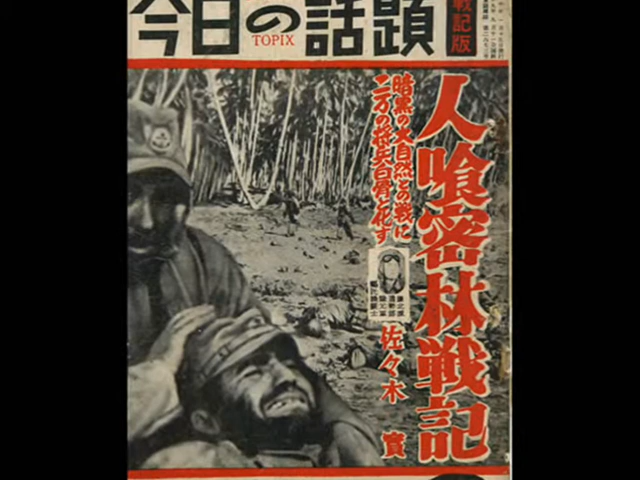 今日の話題
TOPIX
戦記版
人喰密林戦記
暗黒の大自然との戦に
二万の将兵白骨と化す
佐々木 實